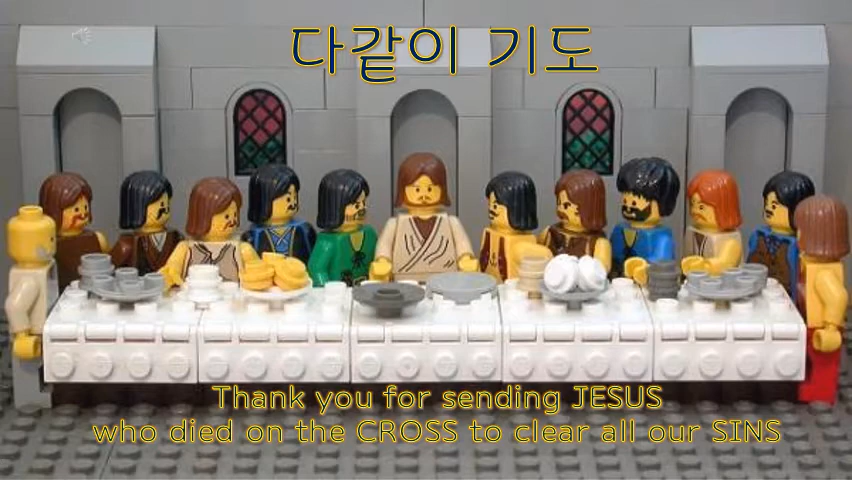 다같이 기도
Thank you for sending JESUS
who died on the CROSS to clear all our SINS